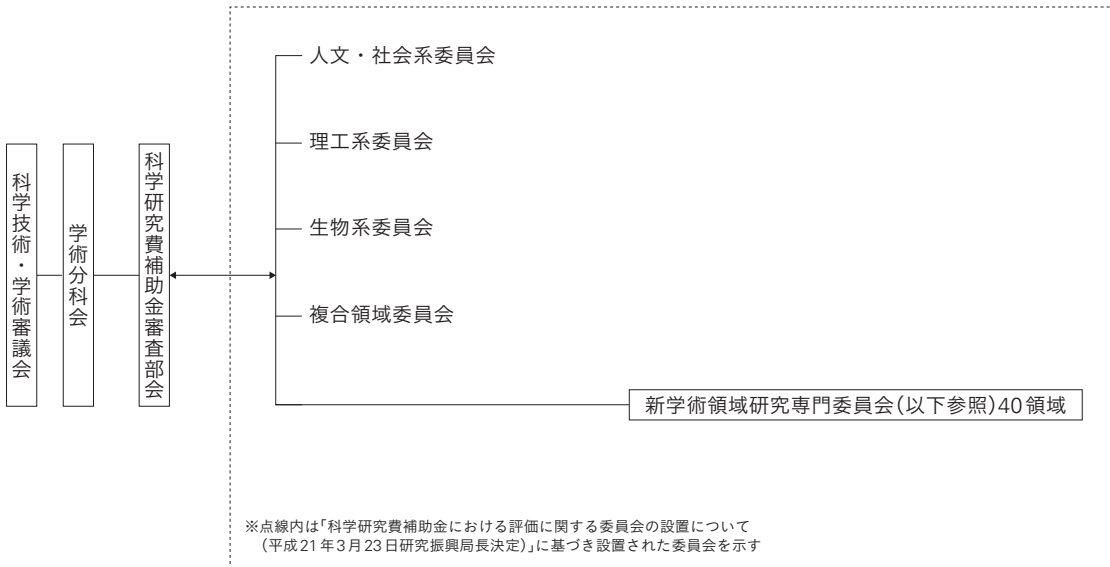 科学技術・学術審議会
学術分科会
科学研究費補助金審査部会
人文・社会系委員会
理工系委員会
生物系委員会
複合領域委員会
新学術領域研究専門委員会(以下参照)40領域
※点線内は「科学研究費補助金における評価に関する委員会の設置について
(平成21年3月23日研究振興局長決定)」に基づき設置された委員会を示す